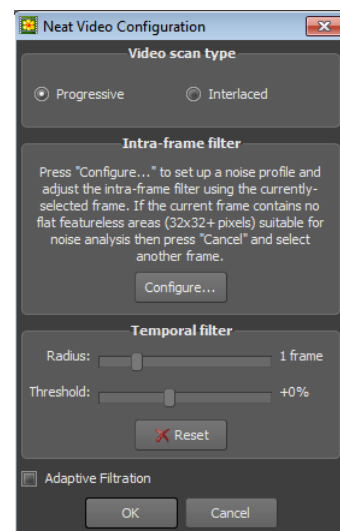 Neat Video Configuration
Video scan type
Progressive Interlaced
Intra-frame filter
Press "Configure..." to set up a noise profile and
adjust the intra-frame filter using the currently-
selected frame. If the current frame contains no
flat featureless areas (32x32+ pixels) suitable for
noise analysis then press "Cancel" and select
another frame.
Configure...
Temporal filter
Radius: 1 frame
Threshold: +0%
Reset
Adaptive Filtration
OK Cancel